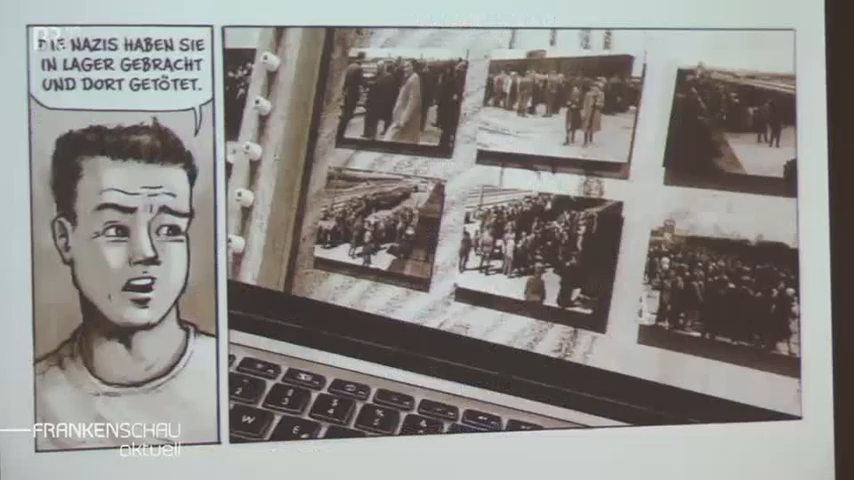 DIE NAZIS HABEN SIE
IN LAGER GEBRACHT
UND DORT GETÖTET.
FRANKENSCHAU
aktuell